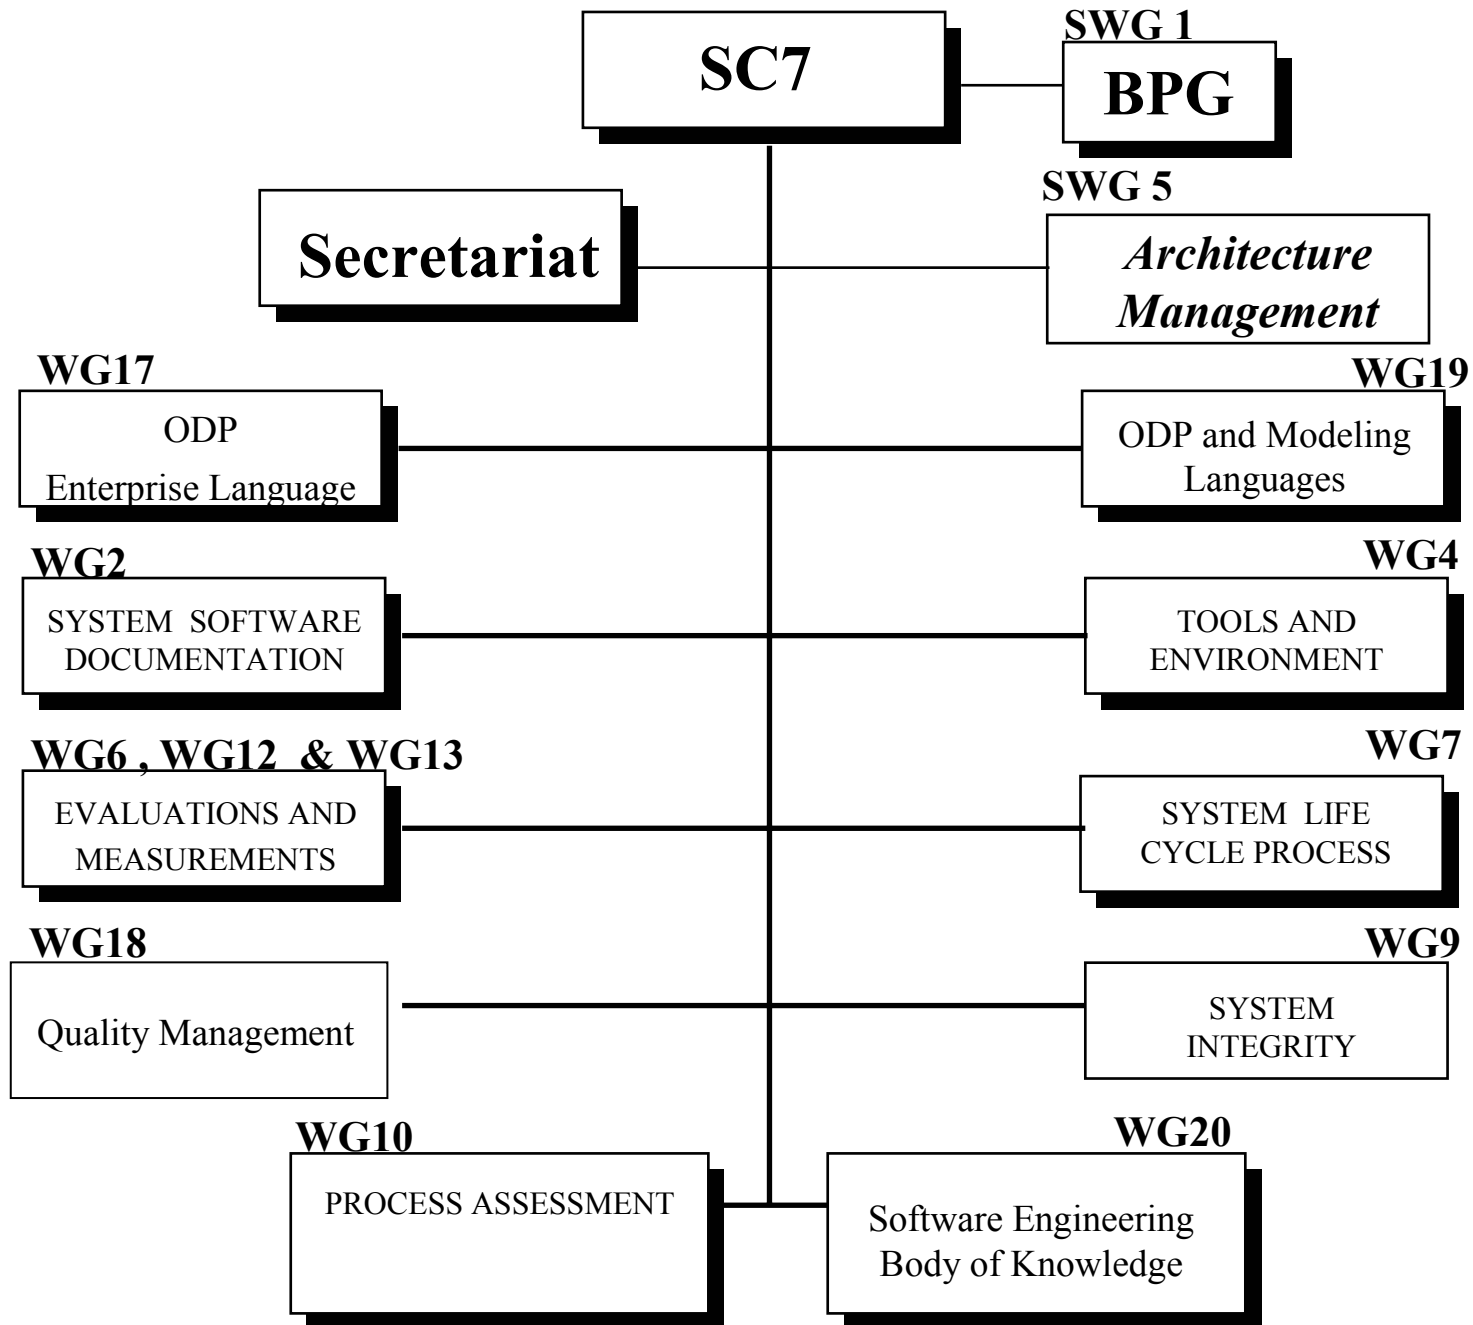 SWG 1
SC7
BPG
SWG 5
Secretariat
Architecture
Management
WG17
ODP
Enterprise Language
WG19
ODP and Modeling
Languages
WG2
SYSTEM SOFTWARE
DOCUMENTATION
WG4
TOOLS AND
ENVIRONMENT
WG6 , WG12 & WG13
EVALUATIONS AND
MEASUREMENTS
WG7
SYSTEM LIFE
CYCLE PROCESS
WG18
Quality Management
WG9
SYSTEM
INTEGRITY
WG10
PROCESS ASSESSMENT
WG20
Software Engineering
Body of Knowledge